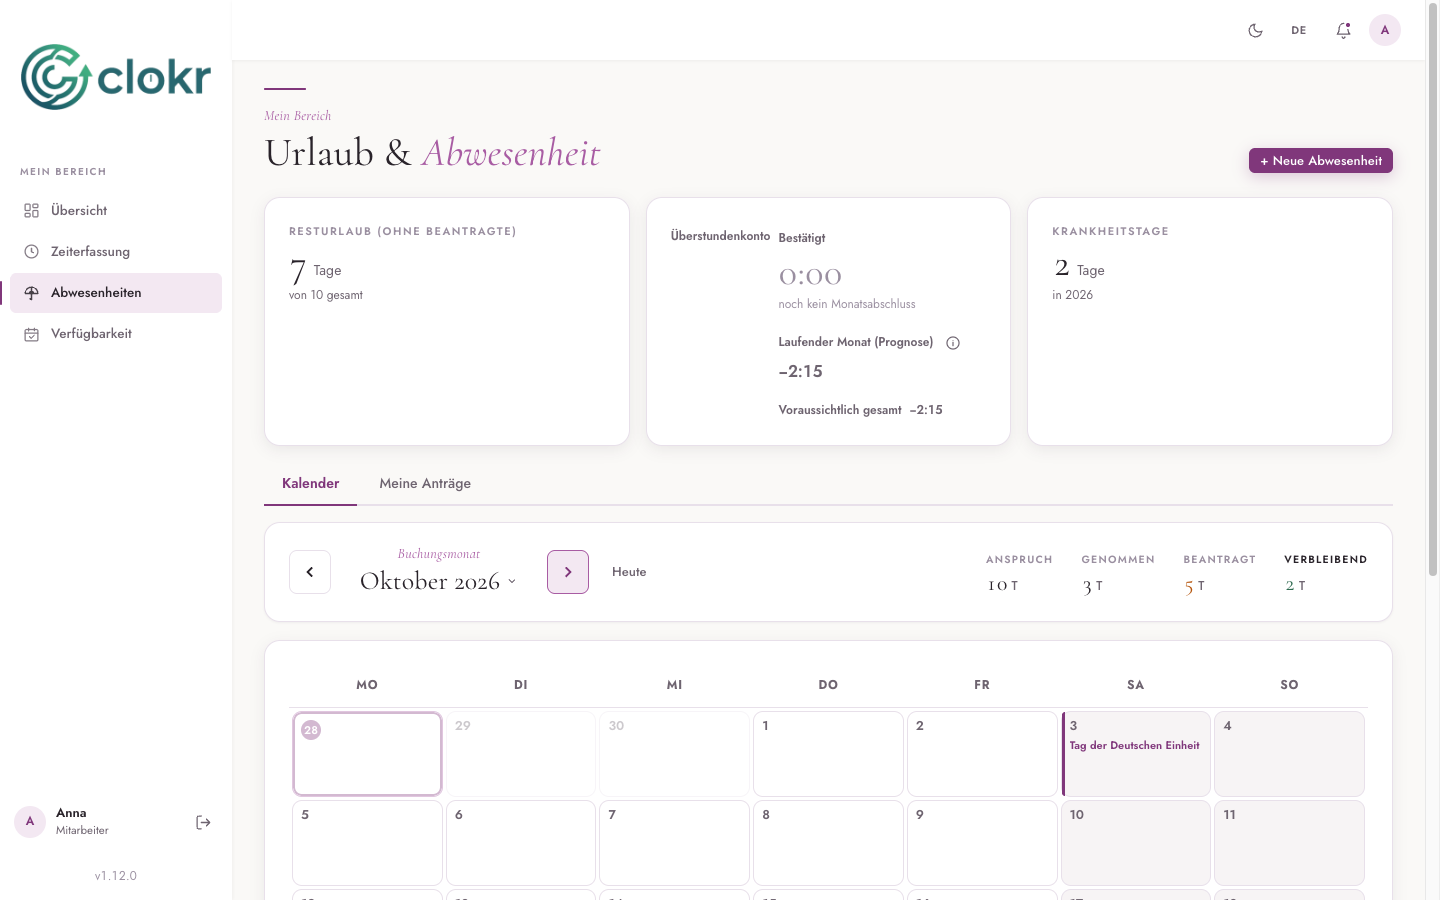 clokr
DE
A
MEIN BEREICH
Übersicht
Zeiterfassung
Abwesenheiten
Verfügbarkeit
A
Anna
Mitarbeiter
v1.12.0
Mein Bereich
Urlaub & Abwesenheit
+ Neue Abwesenheit
RESTURLAUB (OHNE BEANTRAGTE)
7 Tage
von 10 gesamt
Überstundenkonto
Bestätigt
0:00
noch kein Monatsabschluss
Laufender Monat (Prognose)
−2:15
Voraussichtlich gesamt −2:15
KRANKHEITSTAGE
2 Tage
in 2026
Kalender
Meine Anträge
Buchungsmonat
Oktober 2026
Heute
ANSPRUCH
10 T
GENOMMEN
3 T
BEANTRAGT
5 T
VERBLEIBEND
2 T
MO DI MI DO FR SA SO
28 29 30 1 2 3 4
Tag der Deutschen Einheit
5 6 7 8 9 10 11